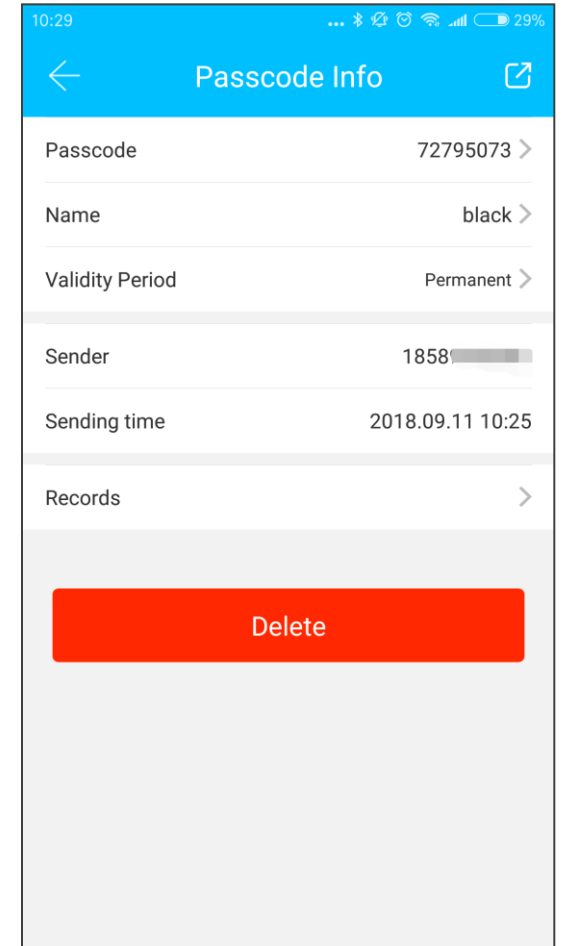 10:29 ... 29%
Passcode Info
Passcode 72795073
Name black
Validity Period Permanent
Sender 1858
Sending time 2018.09.11 10:25
Records
Delete